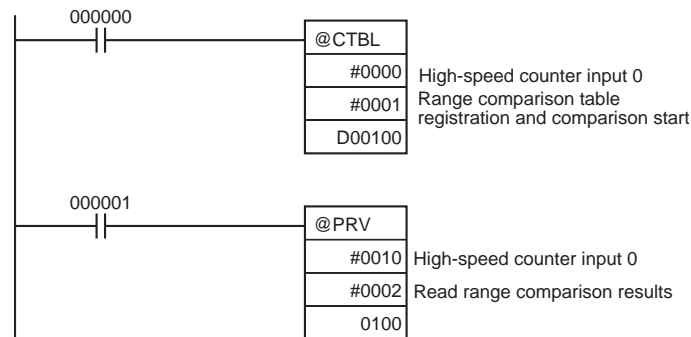 000000
@CTBL
#0000 High-speed counter input 0
#0001 Range comparison table
registration and comparison start
D00100
000001
@PRV
#0010 High-speed counter input 0
#0002 Read range comparison results
0100